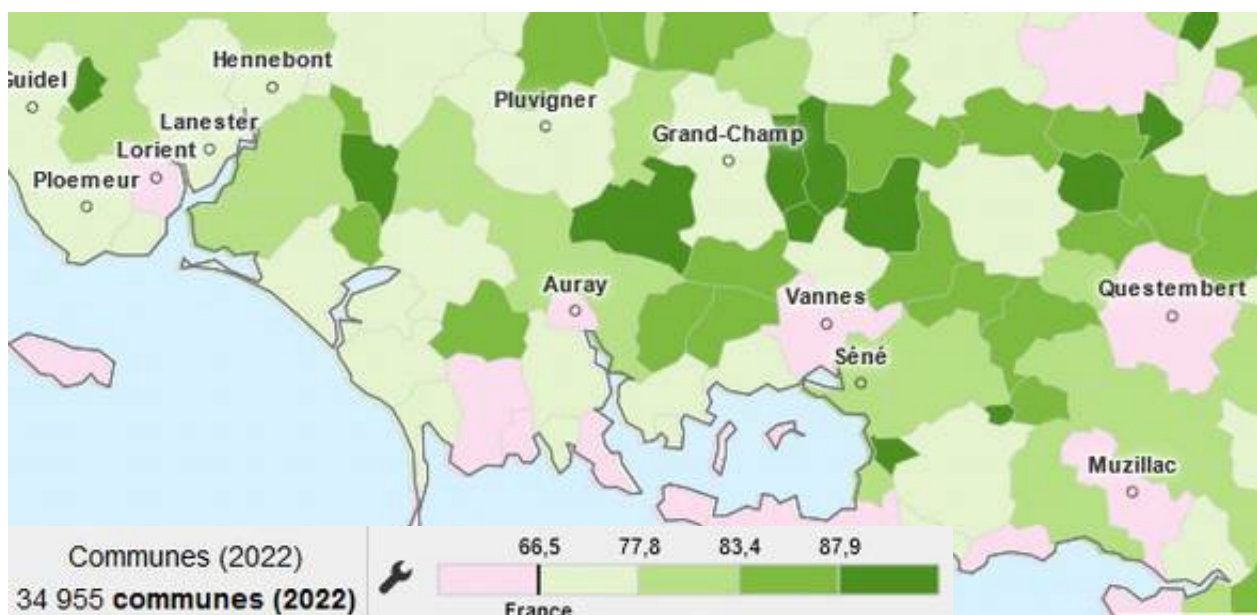 Hennebont
Guidel
Pluvigner
Lanester
Grand-Champ
Lorient
Ploemeur
Auray
Vannes
Questembert
Séné
Muzillac
66,5 77,8 83,4 87,9
Communes (2022)
34 955 communes (2022)
France